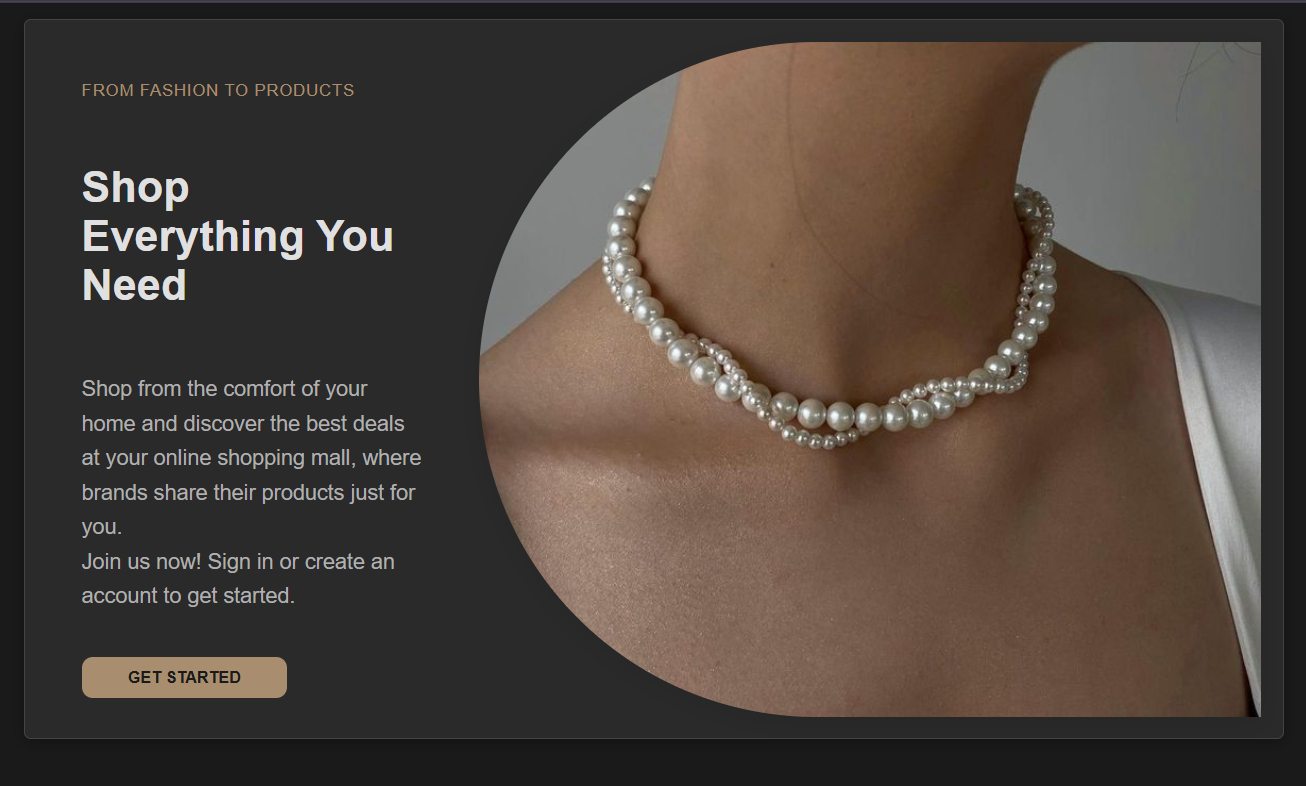 FROM FASHION TO PRODUCTS
Shop
Everything You
Need
Shop from the comfort of your
home and discover the best deals
at your online shopping mall, where
brands share their products just for
you.
Join us now! Sign in or create an
account to get started.
GET STARTED